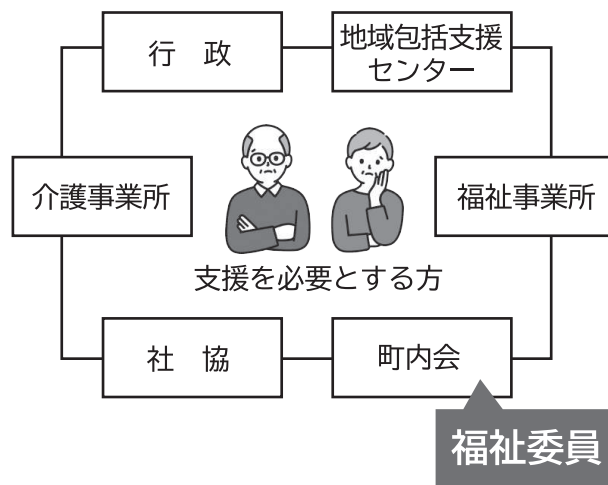 行　政
地域包括支援
センター
介護事業所
福祉事業所
支援を必要とする方
社　協
町内会
福祉委員